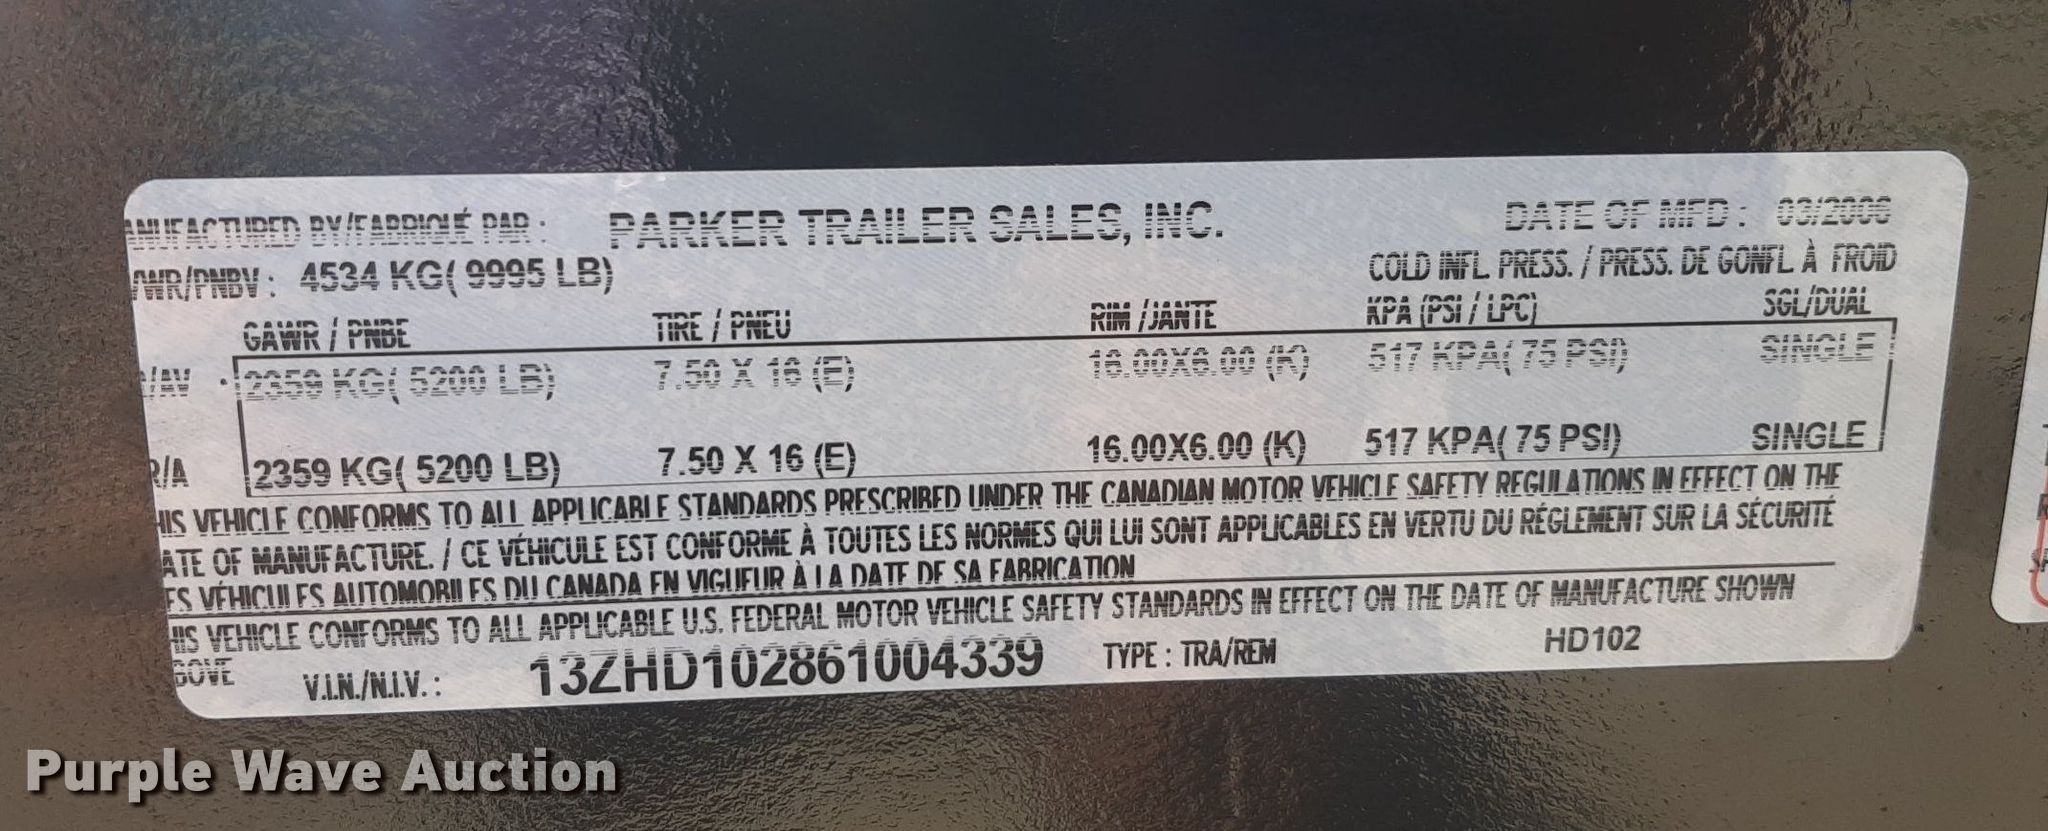 ANUFACTURED BY/FABRIQUÉ PAR : PARKER TRAILER SALES, INC. DATE OF MFD :
VWR/PNBV : 4534 KG( 9995 LB) COLD INFL. PRESS. / PRESS. DE GONFL À FROID
GAWR / PNBE TIRE / PNEU RIM /JANTE KPA (PSI / LPC) SGL/DUAL
/AV 2359 KG( 5200 LB) 7.50 X 16 (E) 16.00X6.00 (K) 517 KPA( 75 PSI) SINGLE
R/A 2359 KG( 5200 LB) 7.50 X 16 (E) 16.00X6.00 (K) 517 KPA( 75 PSI) SINGLE
HIS VEHICLE CONFORMS TO ALL APPLICABLE STANDARDS PRESCRIBED UNDER THE CANADIAN MOTOR VEHICLE SAFETY REGULATIONS IN EFFECT ON THE
ATE OF MANUFACTURE. / CE VÉHICULE EST CONFORME À TOUTES LES NORMES QUI LUI SONT APPLICABLES EN VERTU DU RÉGLEMENT SUR LA SÉCURITÉ
ES VÉHICULES AUTOMOBILES DU CANADA EN VIGUEUR À LA DATE DE SA FABRICATION
HIS VEHICLE CONFORMS TO ALL APPLICABLE U.S. FEDERAL MOTOR VEHICLE SAFETY STANDARDS IN EFFECT ON THE DATE OF MANUFACTURE SHOWN
BOVE V.I.N./N.I.V. : 13ZHD102861004339 TYPE : TRA/REM HD102
Purple Wave Auction